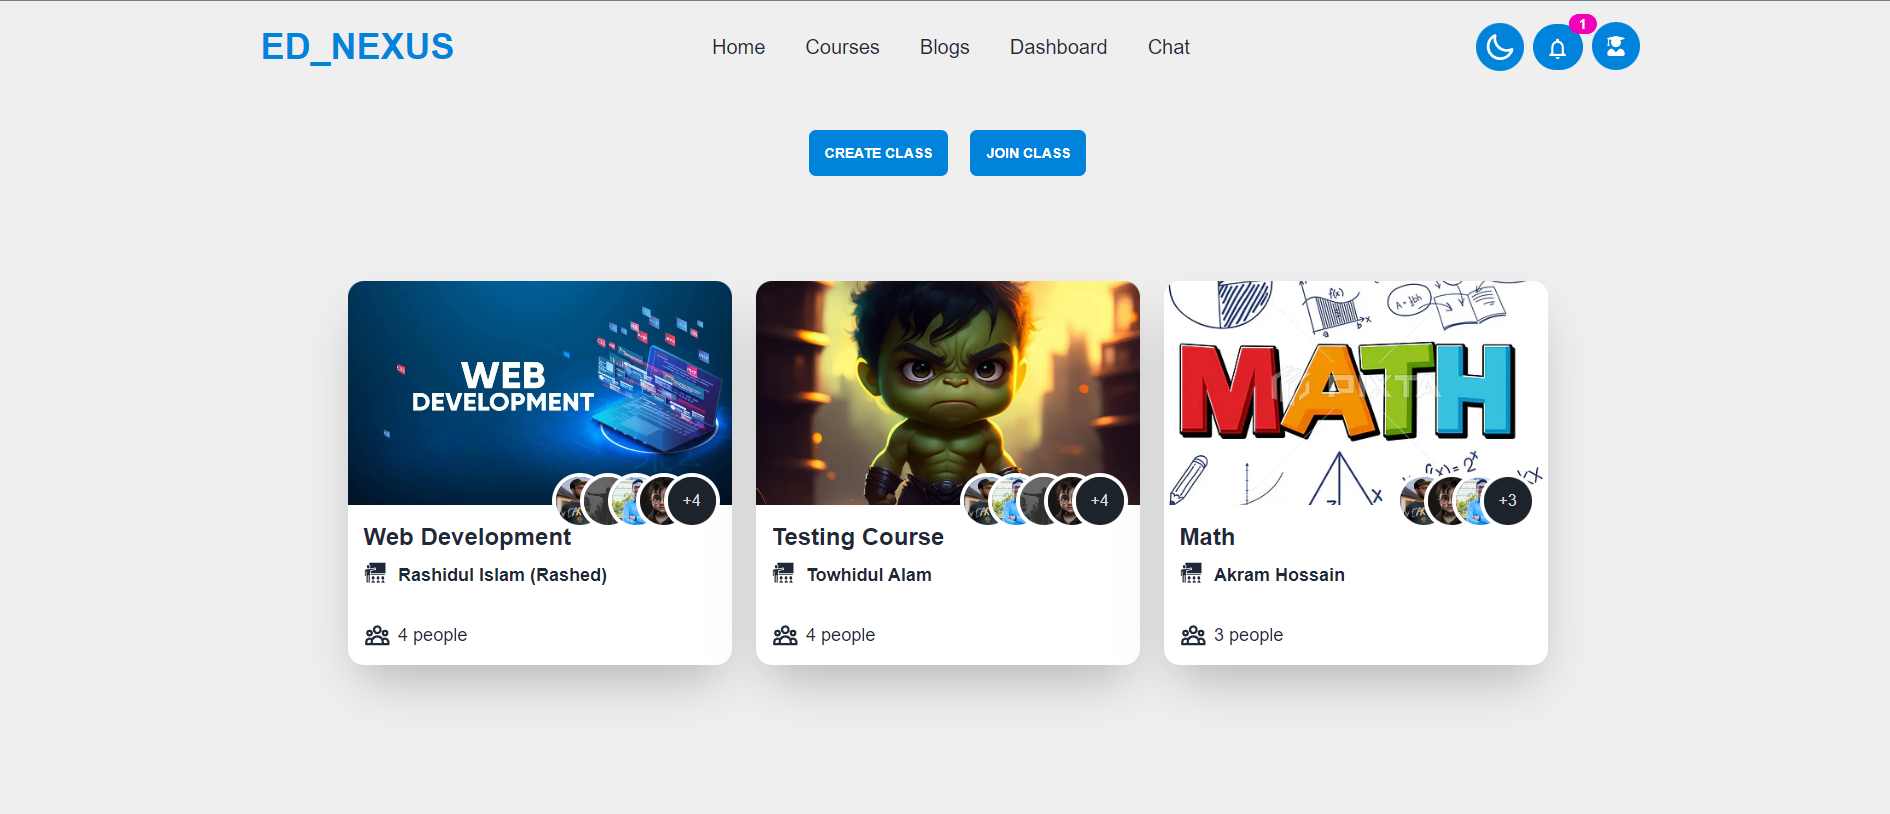 ED_NEXUS
Home Courses Blogs Dashboard Chat
1
CREATE CLASS JOIN CLASS
WEB
DEVELOPMENT
+4
Web Development
Rashidul Islam (Rashed)
4 people
+4
Testing Course
Towhidul Alam
4 people
f(x)
MATH
PIXTA
+3
Math
Akram Hossain
3 people